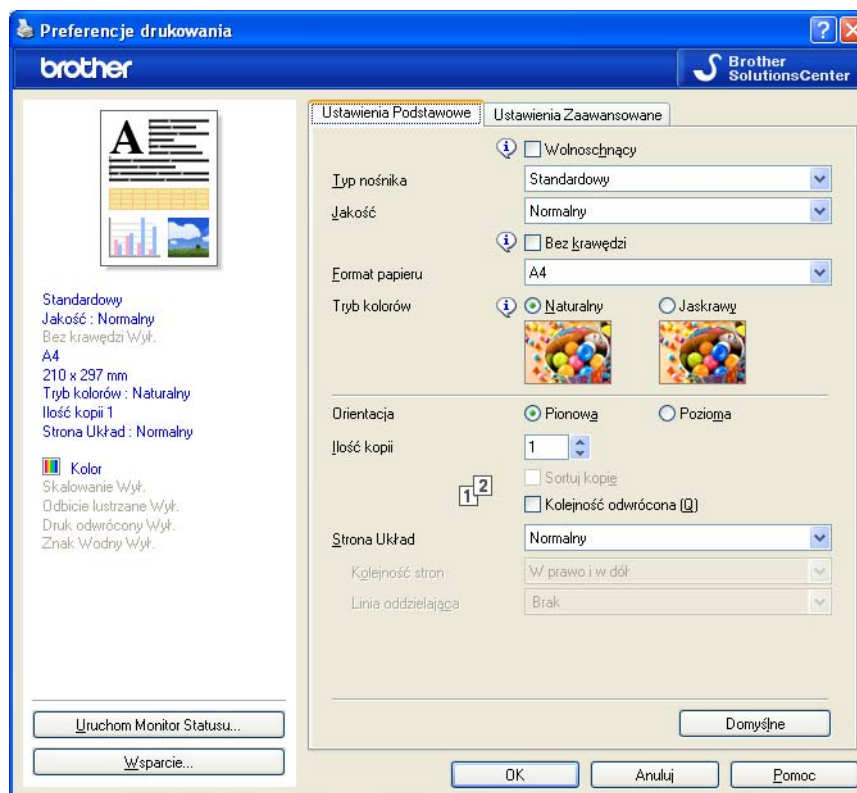 Preferencje drukowania
brother
Brother
SolutionsCenter
Ustawienia Podstawowe
Ustawienia Zaawansowane
A
Wolnoschnący
Typ nośnika
Standardowy
Jakość
Normalny
Bez krawędzi
Format papieru
A4
Tryb kolorów
Naturalny
Jaskrawy
Orientacja
Pionowa
Pozioma
Ilość kopii
1
Sortuj kopie
1 2
Kolejność odwrócona (Q)
Strona Układ
Normalny
Kolejność stron
W prawo i w dół
Linia oddzielająca
Brak
Standardowy
Jakość : Normalny
Bez krawędzi Wył.
A4
210 x 297 mm
Tryb kolorów : Naturalny
Ilość kopii 1
Strona Układ : Normalny
Kolor
Skalowanie Wył.
Odbicie lustrzane Wył.
Druk odwrócony Wył.
Znak Wodny Wył.
Uruchom Monitor Statusu...
Wsparcie...
Domyślne
OK
Anuluj
Pomoc